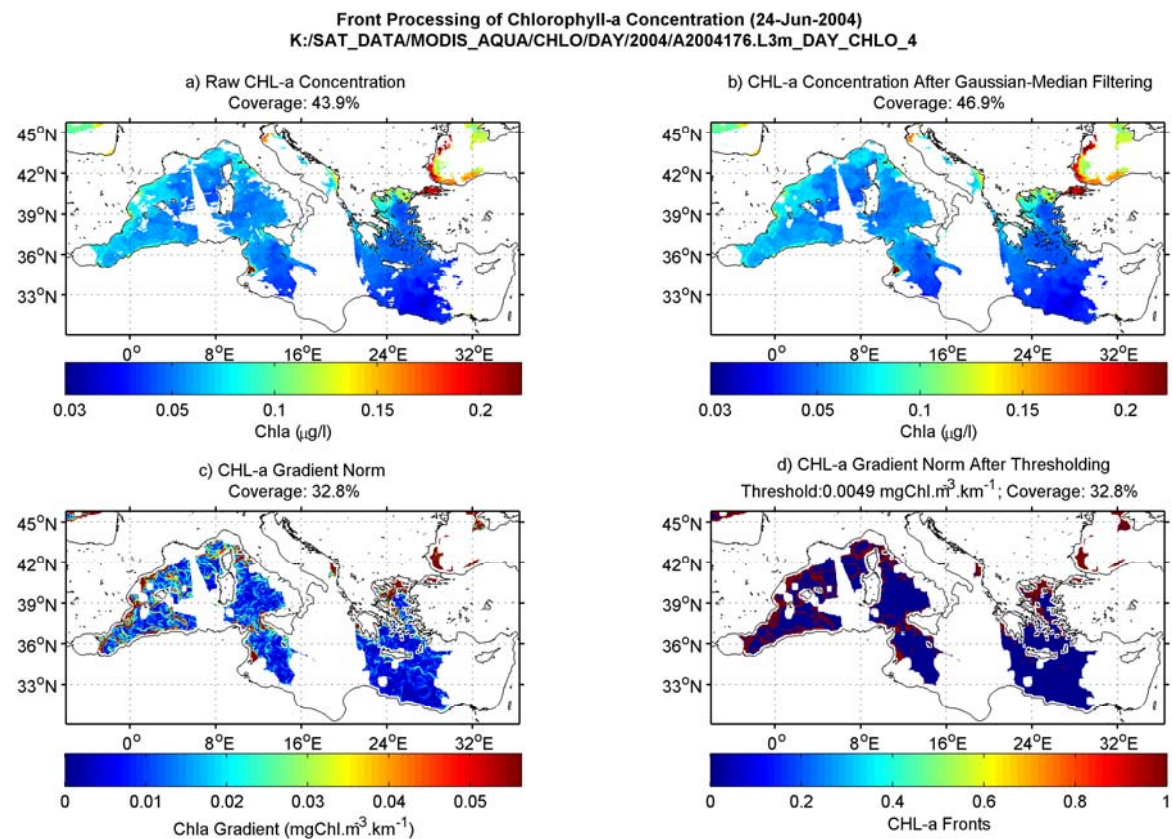 Front Processing of Chlorophyll-a Concentration (24-Jun-2004)
K:/SAT_DATA/MODIS_AQUA/CHLO/DAY/2004/A2004176.L3m_DAY_CHLO_4
a) Raw CHL-a Concentration
Coverage: 43.9%
45°N
42°N
39°N
36°N
33°N
0° 8°E 16°E 24°E 32°E
0.03 0.05 0.1 0.15 0.2
Chla (μg/l)
b) CHL-a Concentration After Gaussian-Median Filtering
Coverage: 46.9%
45°N
42°N
39°N
36°N
33°N
0° 8°E 16°E 24°E 32°E
0.03 0.05 0.1 0.15 0.2
Chla (μg/l)
c) CHL-a Gradient Norm
Coverage: 32.8%
45°N
42°N
39°N
36°N
33°N
0° 8°E 16°E 24°E 32°E
0 0.01 0.02 0.03 0.04 0.05
Chla Gradient (mgChl.m⁻³.km⁻¹)
d) CHL-a Gradient Norm After Thresholding
Threshold:0.0049 mgChl.m⁻³.km⁻¹; Coverage: 32.8%
45°N
42°N
39°N
36°N
33°N
0° 8°E 16°E 24°E 32°E
0 0.2 0.4 0.6 0.8 1
CHL-a Fronts